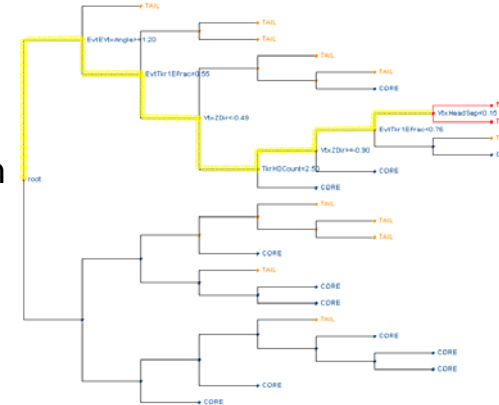 TAIL
TAIL
EvtEVtxAngle>=1.20
TAIL
TAIL
EvtTkr1EFrac>0.55
TAIL
CORE
T
VtxHeadSep<0.15
VtxZDir<-0.49
T
EvtTkr1EFrac<0.76
T
VtxZDir>=-0.90
C
n
TkrHDCount<2.50
CORE
root
CORE
TAIL
TAIL
TAIL
CORE
TAIL
CORE
CORE
TAIL
CORE
CORE
CORE
CORE
CORE